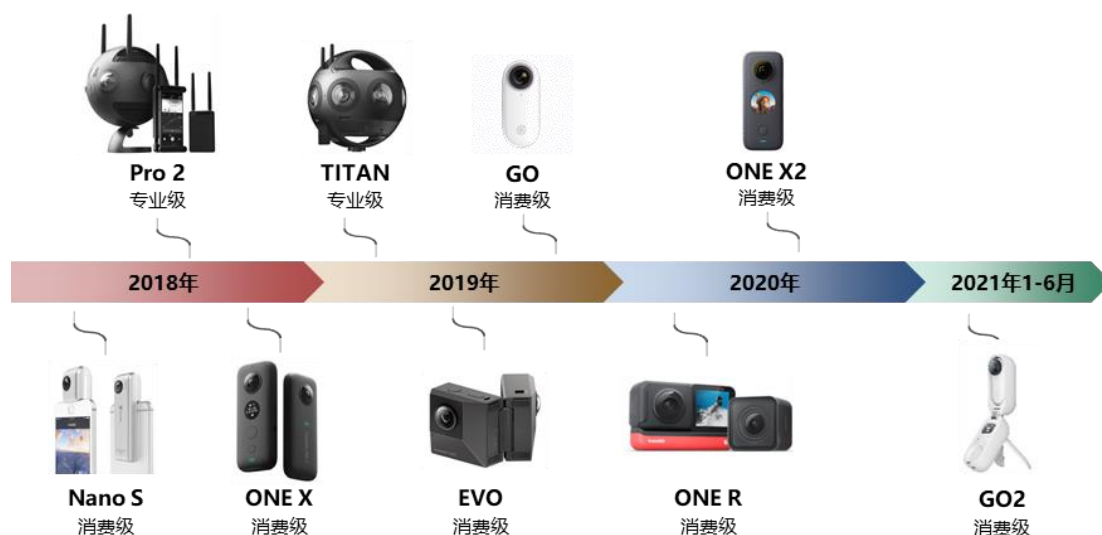 Pro 2
专业级
TITAN
专业级
GO
消费级
ONE X2
消费级
2018年
2019年
2020年
2021年1-6月
Nano S
消费级
ONE X
消费级
EVO
消费级
ONE R
消费级
GO2
消费级